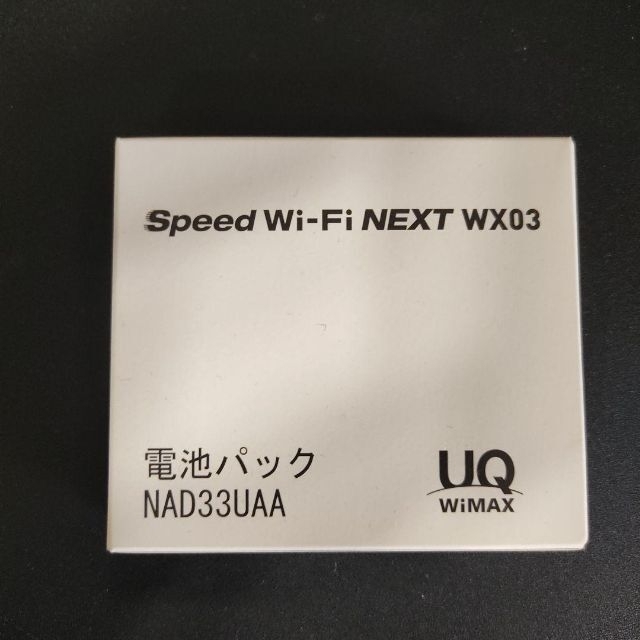 Speed Wi-Fi NEXT WX03
電池パック
NAD33UAA
UQ
WiMAX